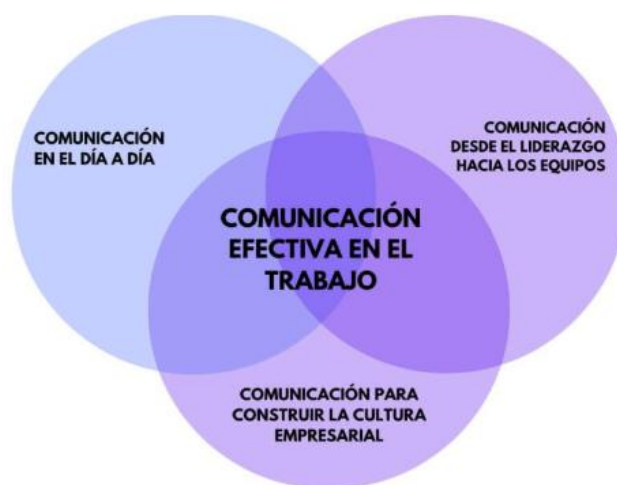 COMUNICACIÓN
EN EL DÍA A DÍA
COMUNICACIÓN
DESDE EL LIDERAZGO
HACIA LOS EQUIPOS
COMUNICACIÓN
EFECTIVA EN EL
TRABAJO
COMUNICACIÓN PARA
CONSTRUIR LA CULTURA
EMPRESARIAL